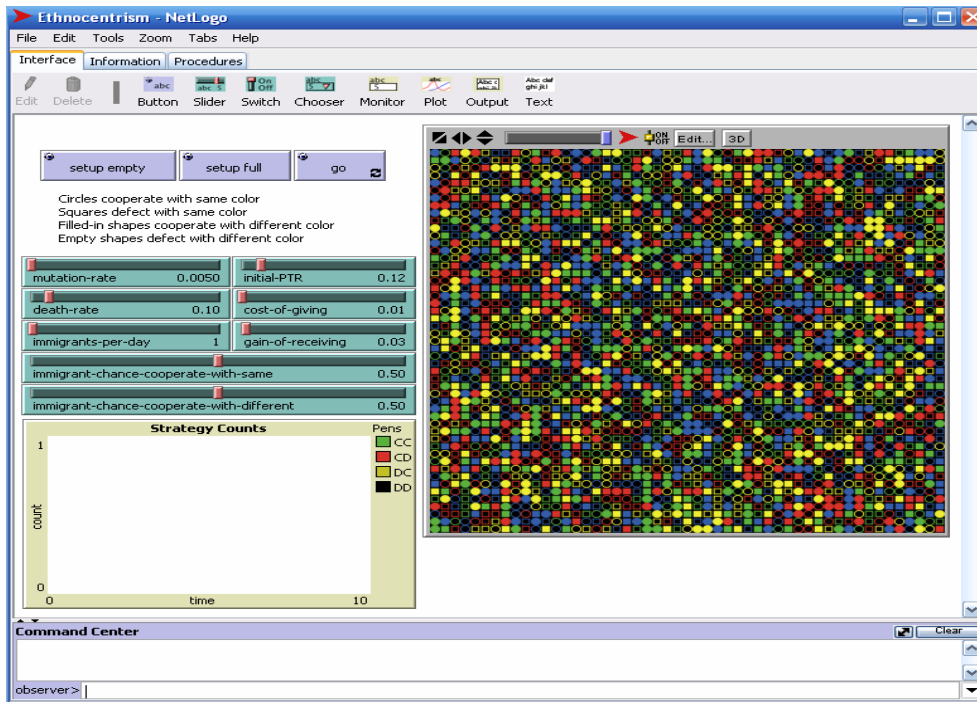 Ethnocentrism - NetLogo
File Edit Tools Zoom Tabs Help
Interface Information Procedures
Edit Delete Button Slider Switch Chooser Monitor Plot Output Text
abc abc 5 On Off abc 5 abc 5 abc Abc def ghi jkl
setup empty setup full go
ON OFF Edit... 3D
Circles cooperate with same color
Squares defect with same color
Filled-in shapes cooperate with different color
Empty shapes defect with different color
mutation-rate 0.0050 initial-PTR 0.12
death-rate 0.10 cost-of-giving 0.01
immigrants-per-day 1 gain-of-receiving 0.03
immigrant-chance-cooperate-with-same 0.50
immigrant-chance-cooperate-with-different 0.50
Strategy Counts Pens
1
count
0
0 time 10
CC
CD
DC
DD
Command Center Clear
observer>